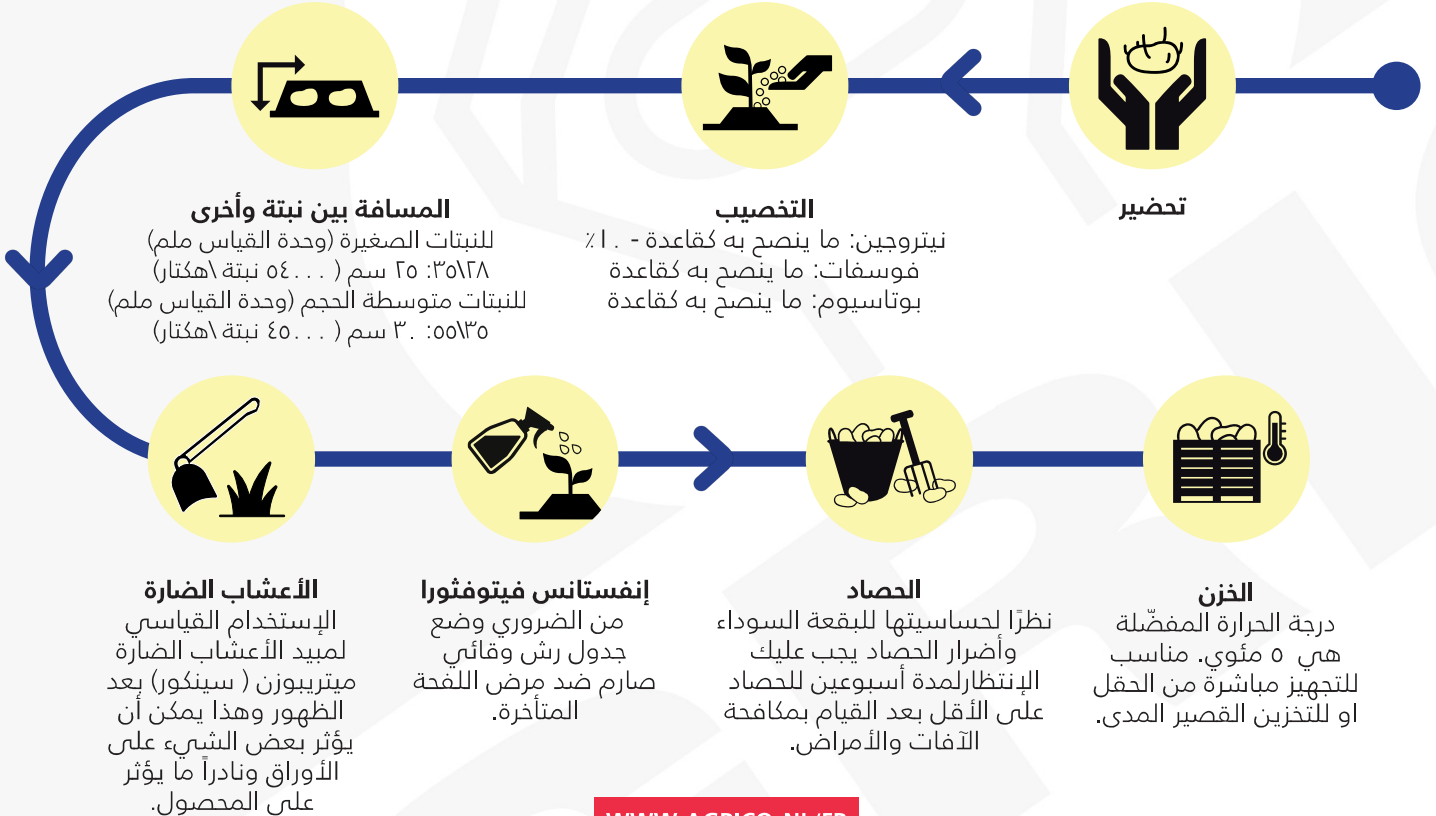 تحضير
التخصيب
نيتروجين: ما ينصح به كقاعدة - ١٠٪
فوسفات: ما ينصح به كقاعدة
بوتاسيوم: ما ينصح به كقاعدة
المسافة بين نبتة وأخرى
للنبتات الصغيرة (وحدة القياس ملم)
٣٥\٢٨: ٢٥ سم (٥٤٠٠٠ نبتة \هكتار)
للنبتات متوسطة الحجم (وحدة القياس ملم)
٥٥\٣٥: ٣٠ سم (٤٥٠٠٠ نبتة \هكتار)
الأعشاب الضارة
الإستخدام القياسي
لمبيد الأعشاب الضارة
ميتريبوزن ( سينكور) بعد
الظهور وهذا يمكن أن
يؤثر بعض الشيء على
الأوراق ونادراً ما يؤثر
على المحصول.
إنفستانس فيتوفثورا
من الضروري وضع
جدول رش وقائي
صارم ضد مرض اللفحة
المتأخرة.
الحصاد
نظرًا لحساسيتها للبقعة السوداء
وأضرار الحصاد يجب عليك
الإنتظارلمدة أسبوعين للحصاد
على الأقل بعد القيام بمكافحة
الآفات والأمراض.
الخزن
درجة الحرارة المفضّلة
هي ٥ مئوي. مناسب
للتجهيز مباشرة من الحقل
او للتخزين القصير المدى.
WWW.AGRICO.NL/FR